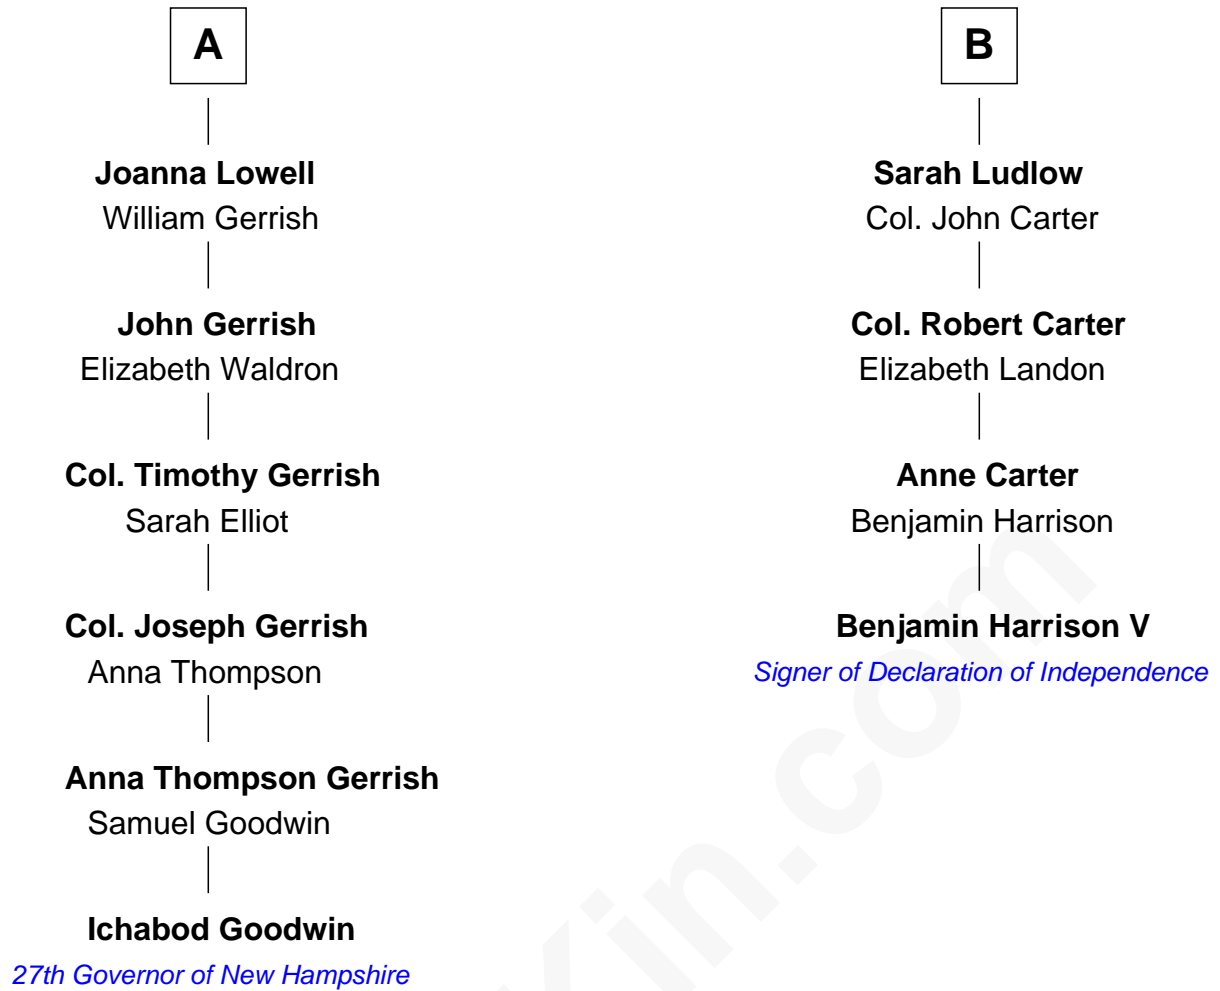 A
Joanna Lowell
William Gerrish
John Gerrish
Elizabeth Waldron
Col. Timothy Gerrish
Sarah Elliot
Col. Joseph Gerrish
Anna Thompson
Anna Thompson Gerrish
Samuel Goodwin
Ichabod Goodwin
27th Governor of New Hampshire
B
Sarah Ludlow
Col. John Carter
Col. Robert Carter
Elizabeth Landon
Anne Carter
Benjamin Harrison
Benjamin Harrison V
Signer of Declaration of Independence
Kin.com